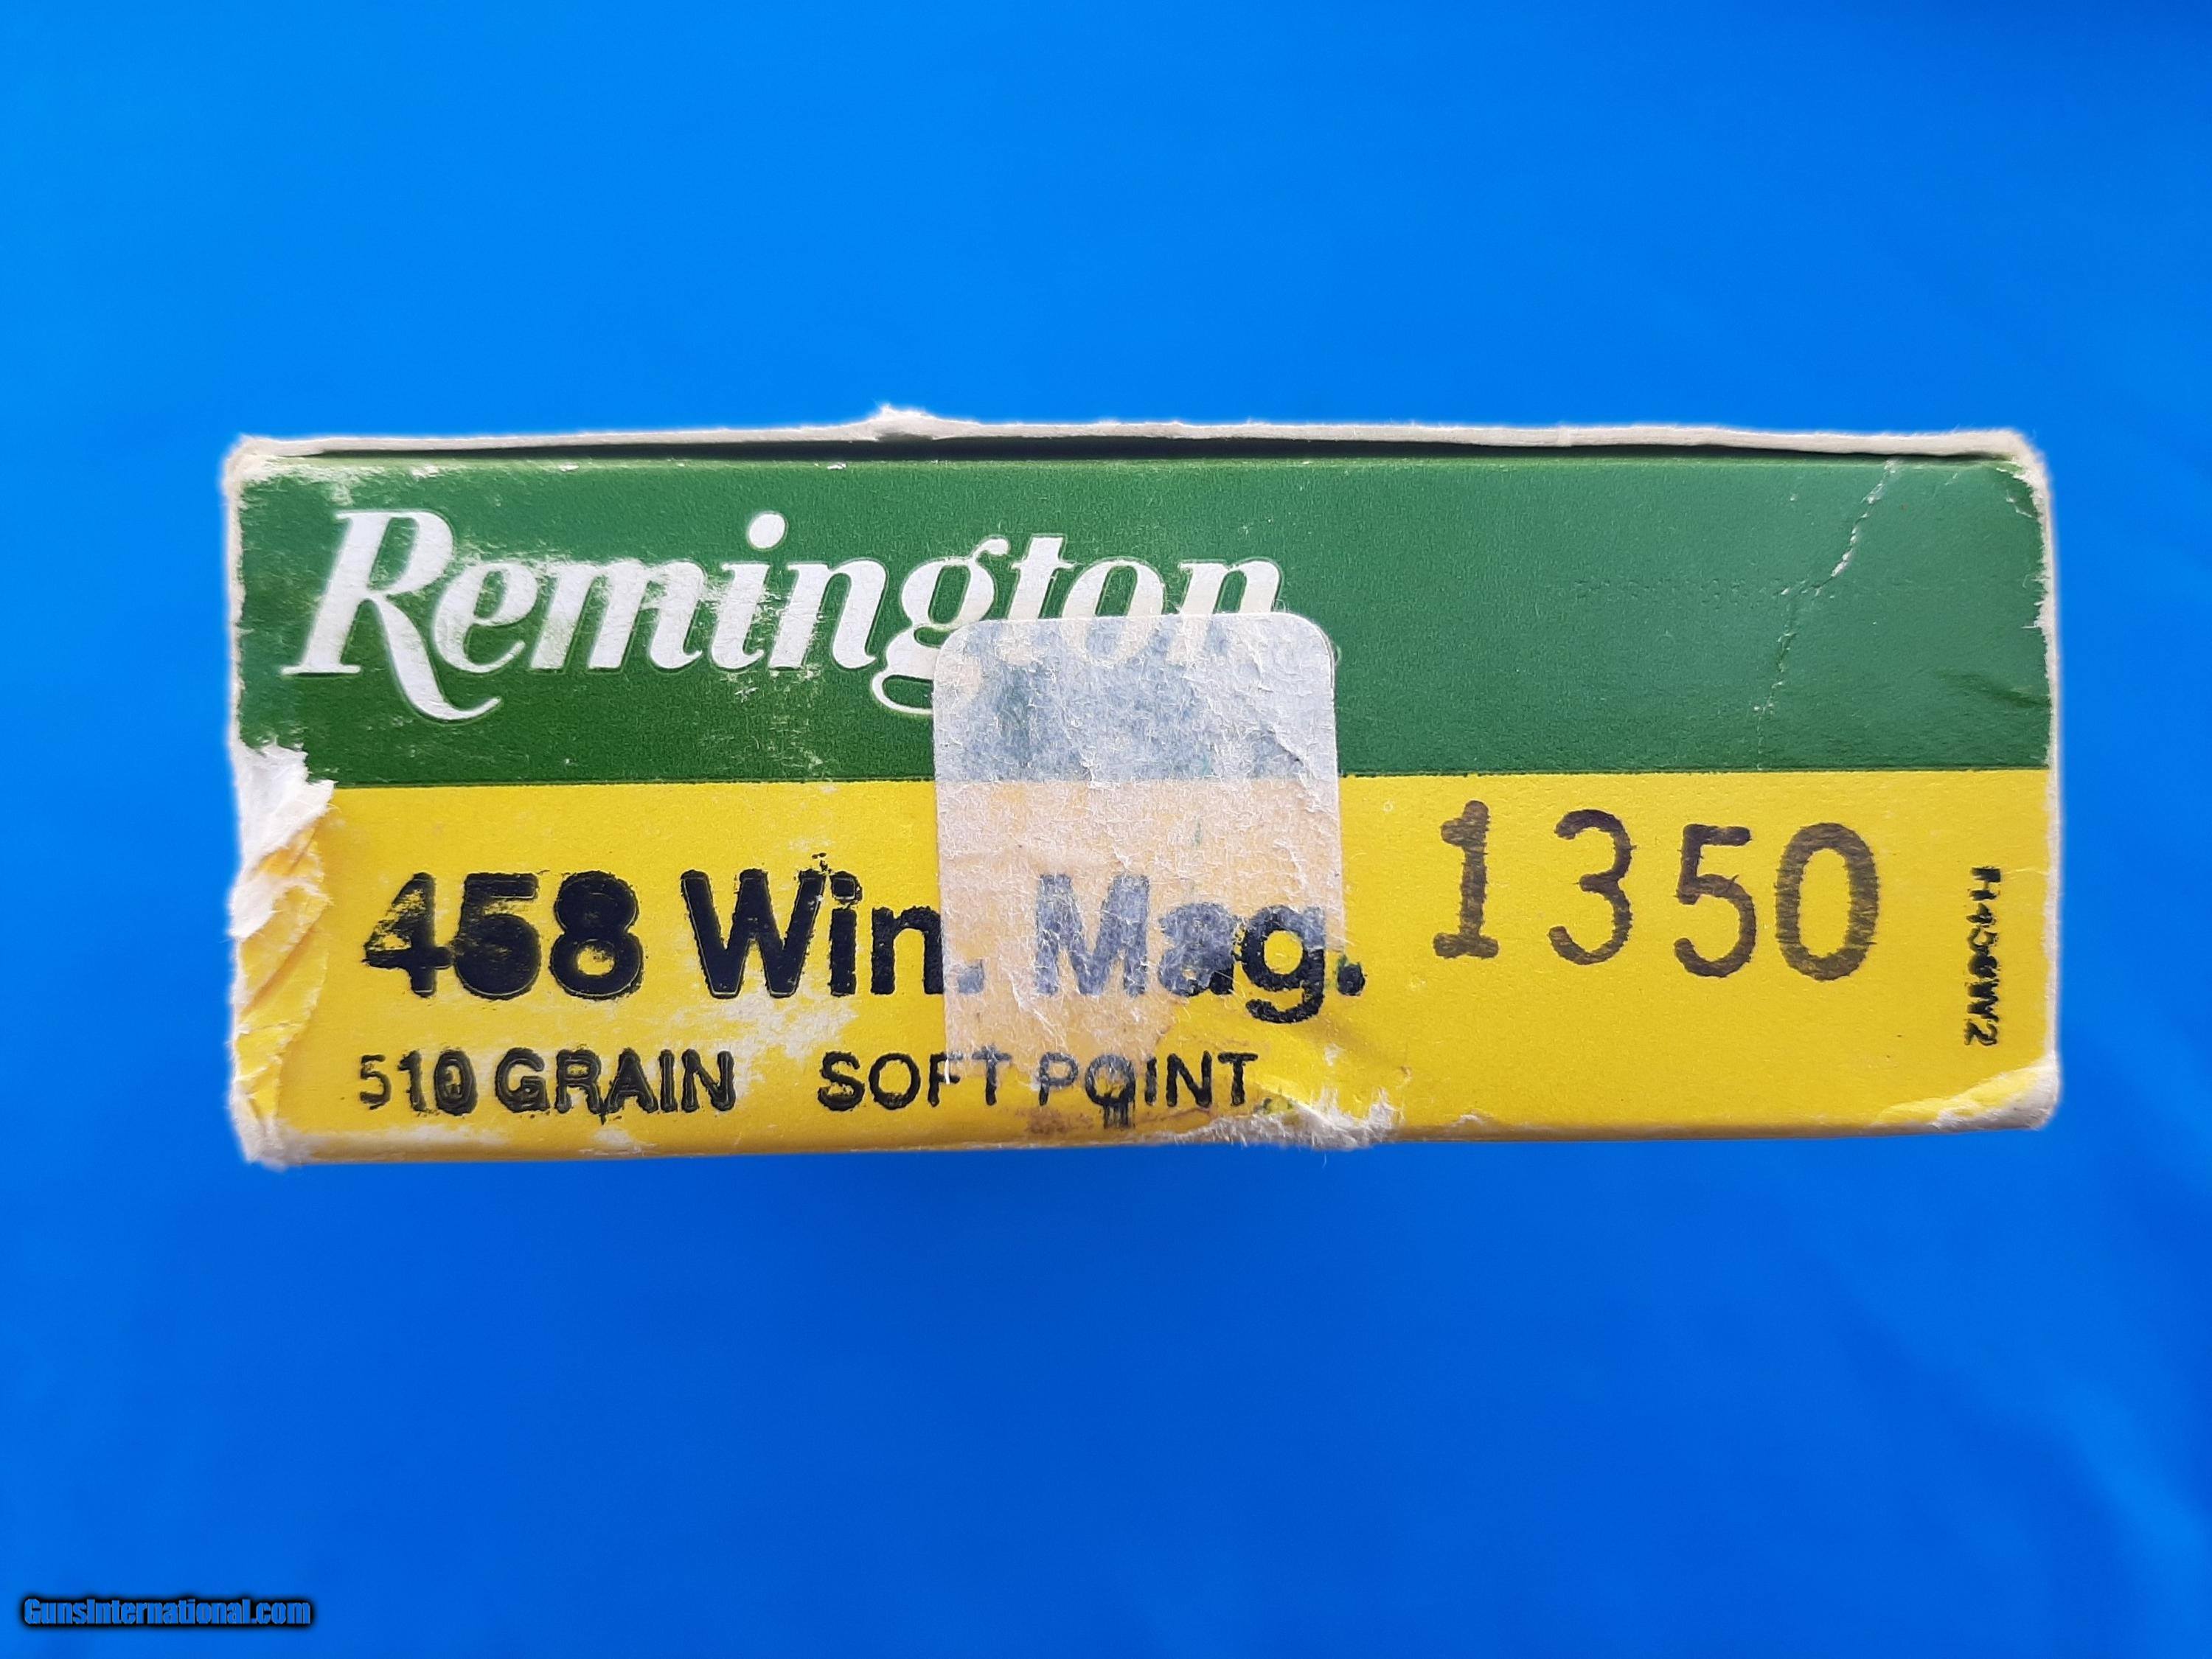 Remington
458 Win. Mag. 1350
510 GRAIN SOFT POINT
GunsInternational.com